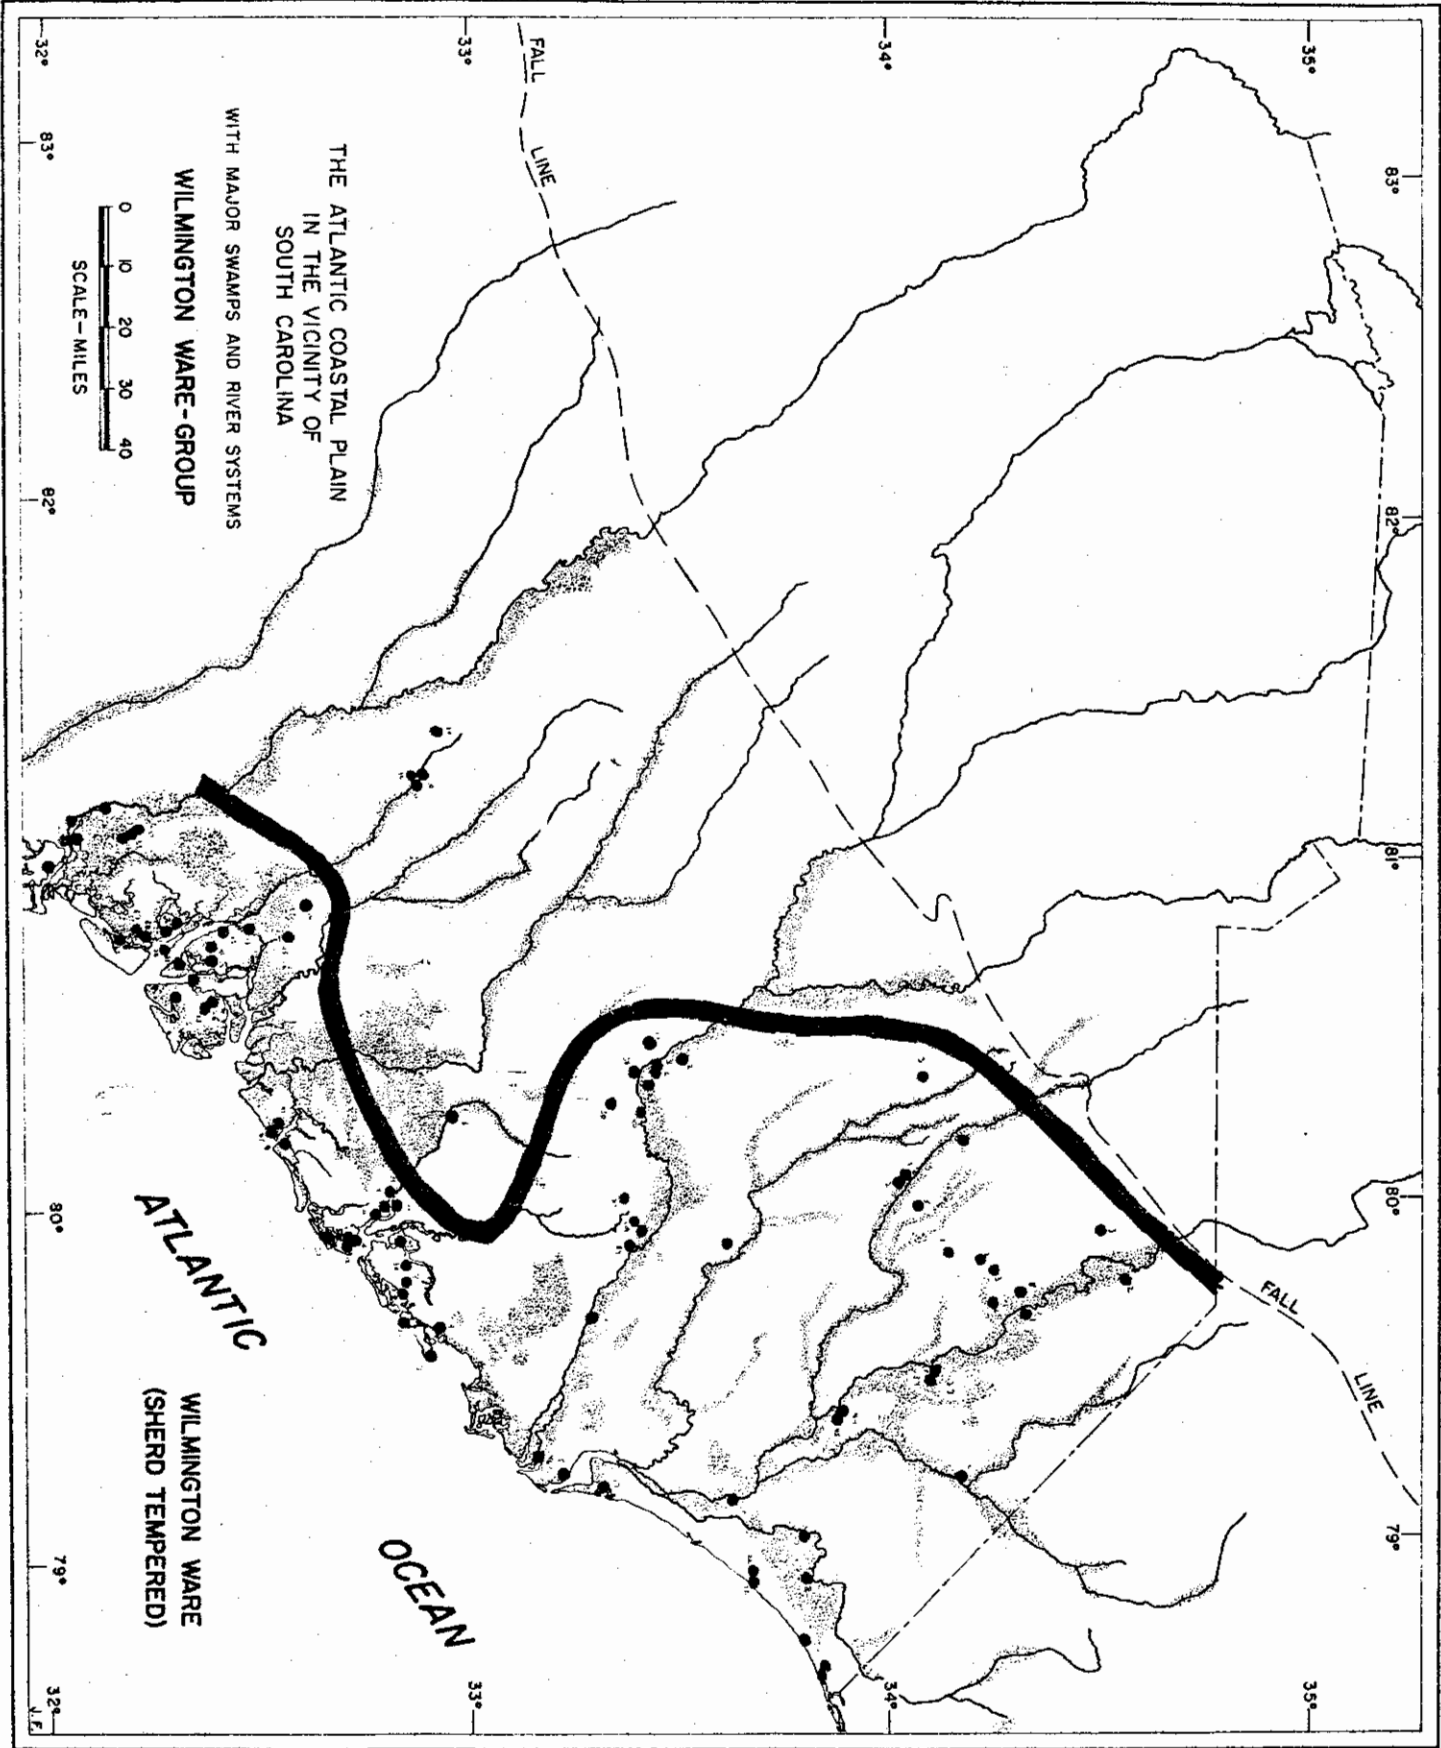 THE ATLANTIC COASTAL PLAIN
IN THE VICINITY OF
SOUTH CAROLINA
WITH MAJOR SWAMPS AND RIVER SYSTEMS
WILMINGTON WARE-GROUP
0 10 20 30 40
SCALE-MILES
FALL LINE
FALL LINE
ATLANTIC
OCEAN
WILMINGTON WARE
(SHERD TEMPERED)
83°
82°
81°
80°
79°
35°
34°
33°
32°
35°
34°
33°
32°
83°
82°
80°
79°
J.F.